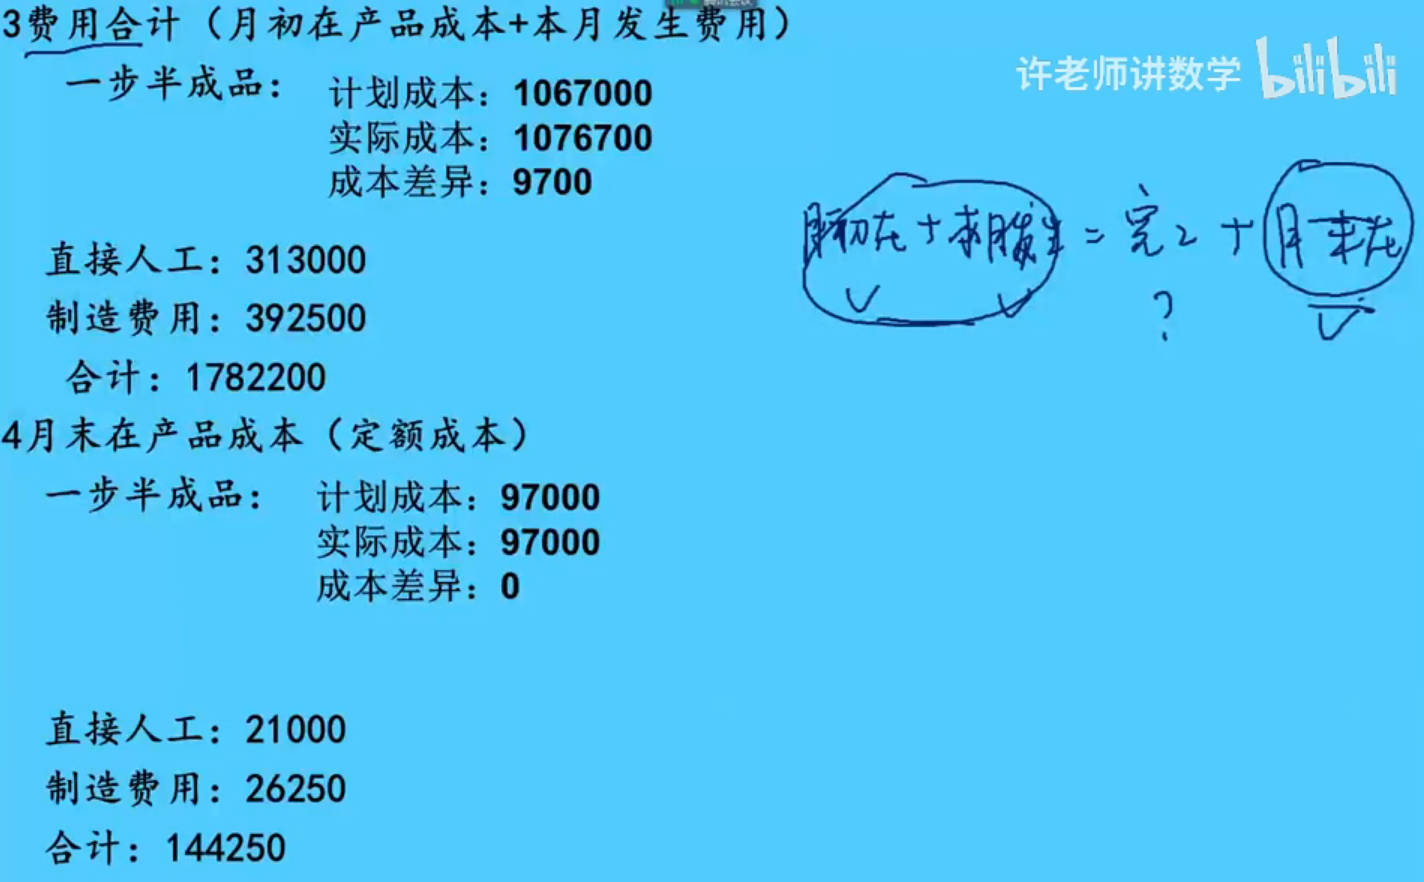 3费用合计（月初在产品成本+本月发生费用）
许老师讲数学 bilibili
一步半成品：
计划成本：1067000
实际成本：1076700
成本差异：9700
月初在+本月发生=完工+月末在
?
直接人工：313000
制造费用：392500
合计：1782200
4月末在产品成本（定额成本）
一步半成品：
计划成本：97000
实际成本：97000
成本差异：0
直接人工：21000
制造费用：26250
合计：144250